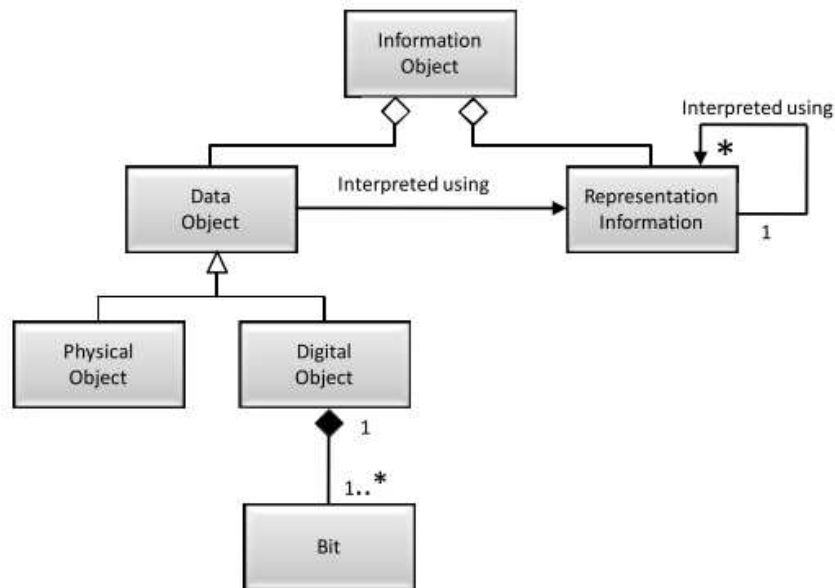 Information
Object
Interpreted using
*
Data
Object
Interpreted using
Representation
Information
1
Physical
Object
Digital
Object
1
1..*
Bit